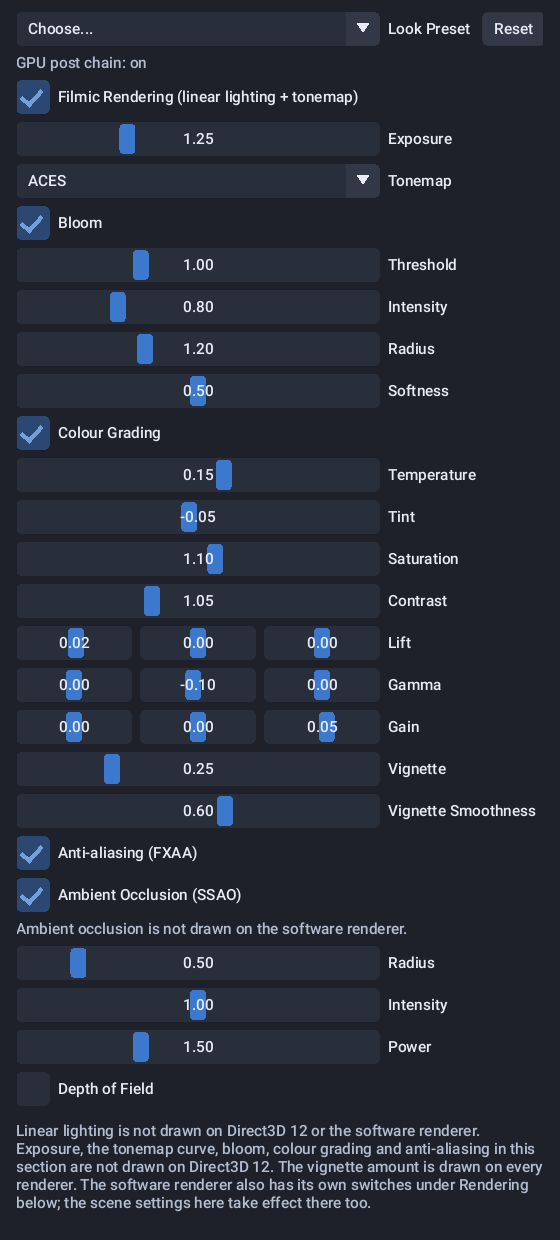 Choose... Look Preset Reset
GPU post chain: on
Filmic Rendering (linear lighting + tonemap)
1.25 Exposure
ACES Tonemap
Bloom
1.00 Threshold
0.80 Intensity
1.20 Radius
0.50 Softness
Colour Grading
0.15 Temperature
-0.05 Tint
1.10 Saturation
1.05 Contrast
0.02 0.00 0.00 Lift
0.00 -0.10 0.00 Gamma
0.00 0.00 0.05 Gain
0.25 Vignette
0.60 Vignette Smoothness
Anti-aliasing (FXAA)
Ambient Occlusion (SSAO)
Ambient occlusion is not drawn on the software renderer.
0.50 Radius
1.00 Intensity
1.50 Power
Depth of Field
Linear lighting is not drawn on Direct3D 12 or the software renderer.
Exposure, the tonemap curve, bloom, colour grading and anti-aliasing in this
section are not drawn on Direct3D 12. The vignette amount is drawn on every
renderer. The software renderer also has its own switches under Rendering
below; the scene settings here take effect there too.